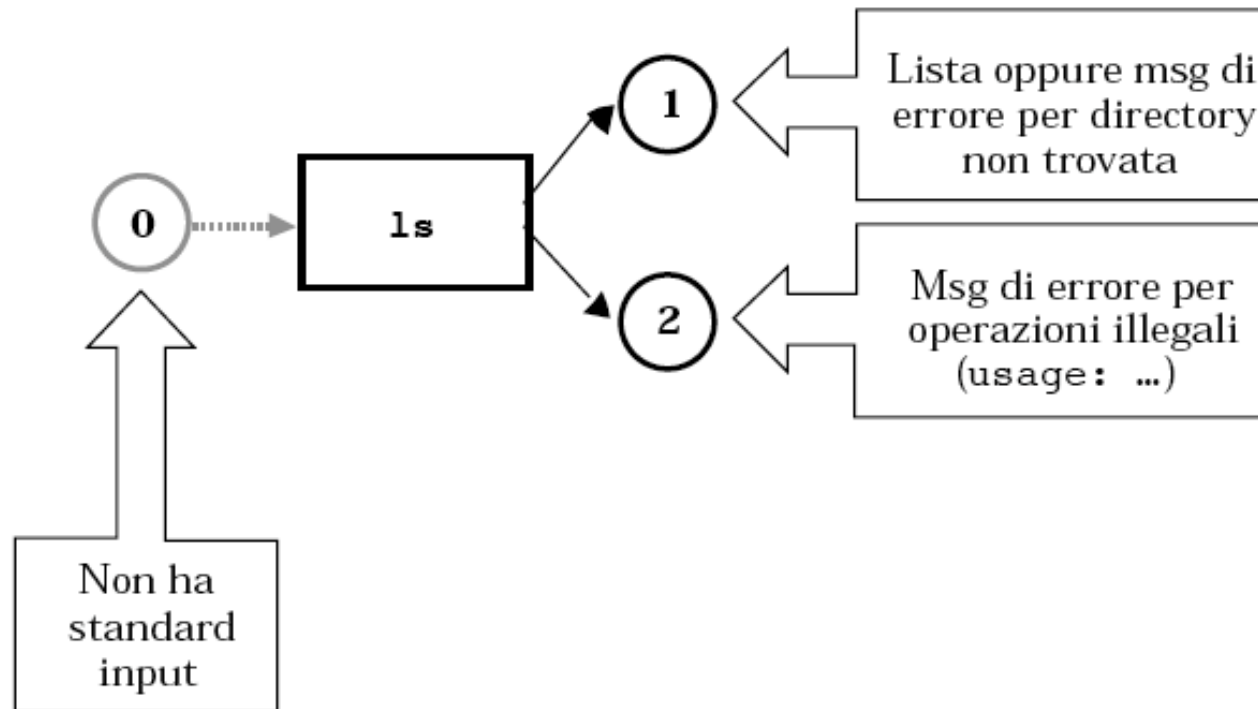 0
ls
1
2
Lista oppure msg di
errore per directory
non trovata
Msg di errore per
operazioni illegali
(usage: …)
Non ha
standard
input